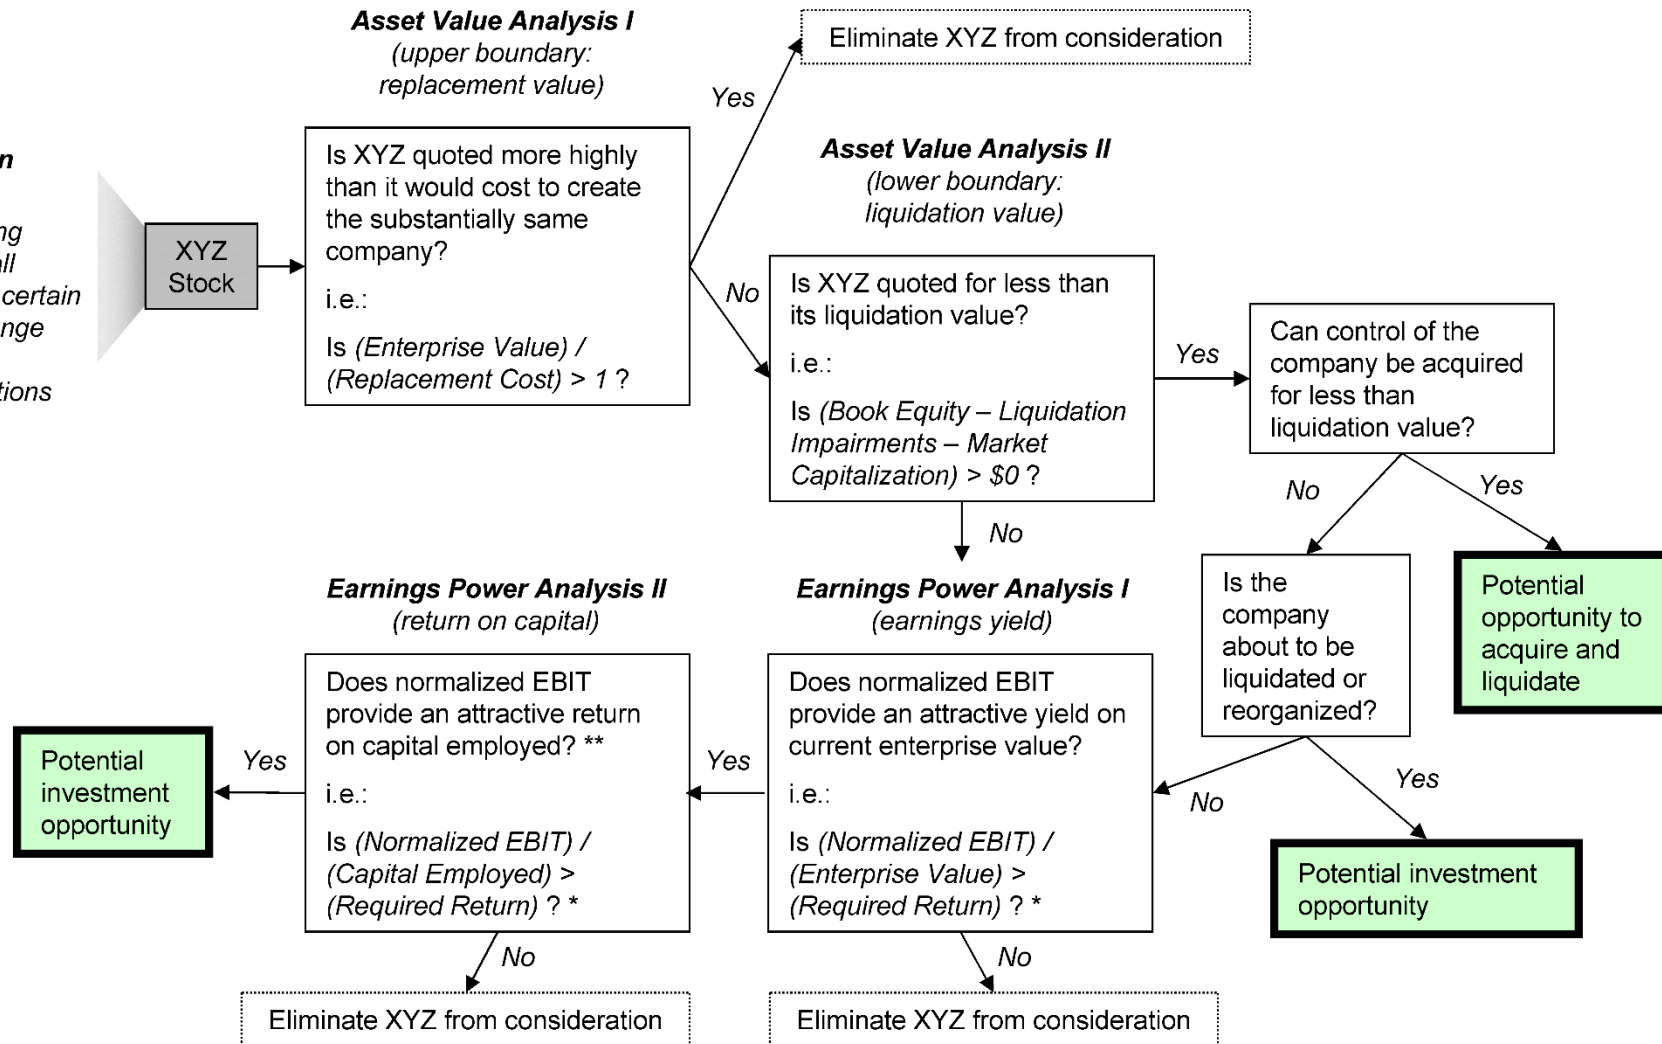 Asset Value Analysis I
(upper boundary:
replacement value)
Eliminate XYZ from consideration
Yes
certain
XYZ
Stock
Is XYZ quoted more highly
than it would cost to create
the substantially same
company?
i.e.:
Is (Enterprise Value) /
(Replacement Cost) > 1 ?
No
Asset Value Analysis II
(lower boundary:
liquidation value)
Is XYZ quoted for less than
its liquidation value?
i.e.:
Is (Book Equity – Liquidation
Impairments – Market
Capitalization) > $0 ?
Yes
Can control of the
company be acquired
for less than
liquidation value?
No
Yes
No
Is the
company
about to be
liquidated or
reorganized?
Potential
opportunity to
acquire and
liquidate
No
Yes
Potential investment
opportunity
Earnings Power Analysis I
(earnings yield)
Does normalized EBIT
provide an attractive yield on
current enterprise value?
i.e.:
Is (Normalized EBIT) /
(Enterprise Value) >
(Required Return) ? *
Yes
No
Eliminate XYZ from consideration
Earnings Power Analysis II
(return on capital)
Does normalized EBIT
provide an attractive return
on capital employed? **
i.e.:
Is (Normalized EBIT) /
(Capital Employed) >
(Required Return) ? *
Yes
Potential
investment
opportunity
No
Eliminate XYZ from consideration